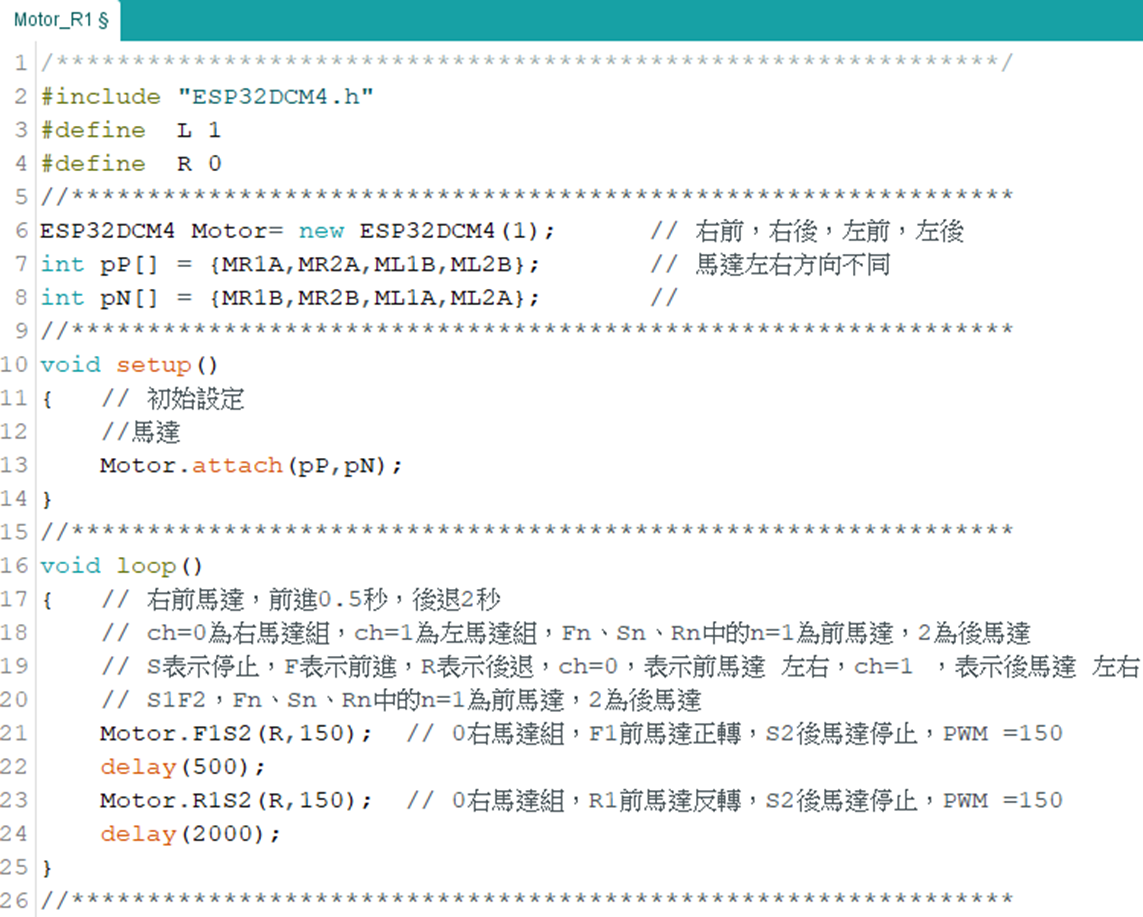 Motor_R1 §
1 /**************************************************************/
2 #include "ESP32DCM4.h"
3 #define  L 1
4 #define  R 0
5 //**************************************************************
6 ESP32DCM4 Motor= new ESP32DCM4(1);      // 右前，右後，左前，左後
7 int pP[] = {MR1A,MR2A,ML1B,ML2B};       // 馬達左右方向不同
8 int pN[] = {MR1B,MR2B,ML1A,ML2A};       //
9 //**************************************************************
10 void setup()
11 {   // 初始設定
12     //馬達
13     Motor.attach(pP,pN);
14 }
15 //**************************************************************
16 void loop()
17 {   // 右前馬達，前進0.5秒，後退2秒
18     // ch=0為右馬達組，ch=1為左馬達組，Fn、Sn、Rn中的n=1為前馬達，2為後馬達
19     // S表示停止，F表示前進，R表示後退，ch=0，表示前馬達 左右，ch=1 ，表示後馬達 左右
20     // S1F2，Fn、Sn、Rn中的n=1為前馬達，2為後馬達
21     Motor.F1S2(R,150);  // 0右馬達組，F1前馬達正轉，S2後馬達停止，PWM =150
22     delay(500);
23     Motor.R1S2(R,150);  // 0右馬達組，R1前馬達反轉，S2後馬達停止，PWM =150
24     delay(2000);
25 }
26 //**************************************************************